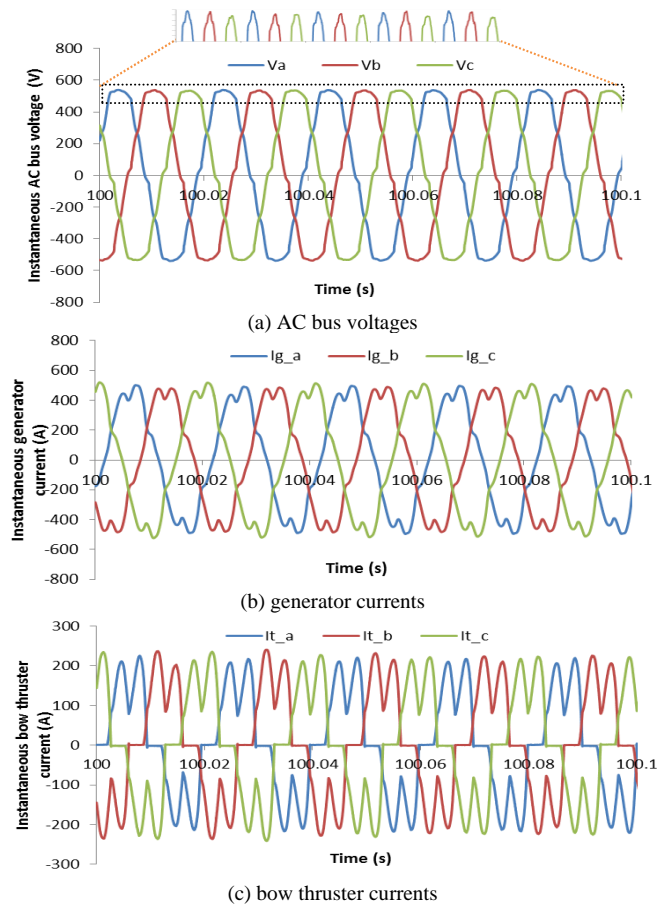 Va Vb Vc
Instantaneous AC bus voltage (V)
800
600
400
200
0
-200
-400
-600
-800
100 100.02 100.04 100.06 100.08 100.1
Time (s)
(a) AC bus voltages
Ig_a Ig_b Ig_c
Instantaneous generator
current (A)
800
600
400
200
0
-200
-400
-600
-800
100 100.02 100.04 100.06 100.08 100.1
Time (s)
(b) generator currents
It_a It_b It_c
Instantaneous bow thruster
current (A)
300
200
100
0
-100
-200
-300
100 100.02 100.04 100.06 100.08 100.1
Time (s)
(c) bow thruster currents